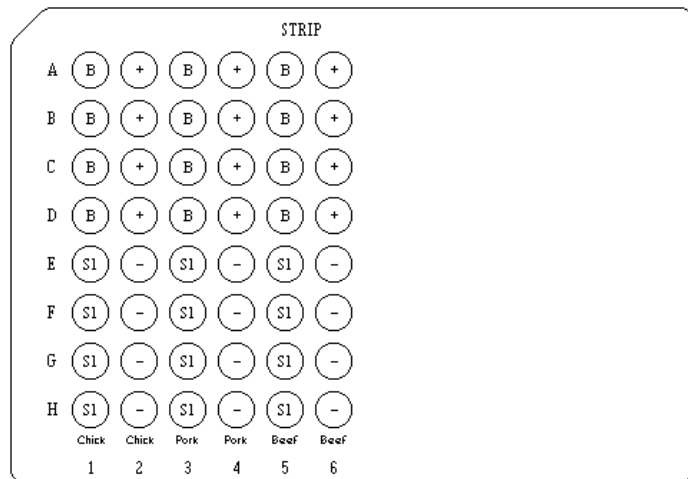 STRIP
A B + B + B +
B B + B + B +
C B + B + B +
D B + B + B +
E S1 - S1 - S1 -
F S1 - S1 - S1 -
G S1 - S1 - S1 -
H S1 - S1 - S1 -
Chick Chick Pork Pork Beef Beef
1 2 3 4 5 6